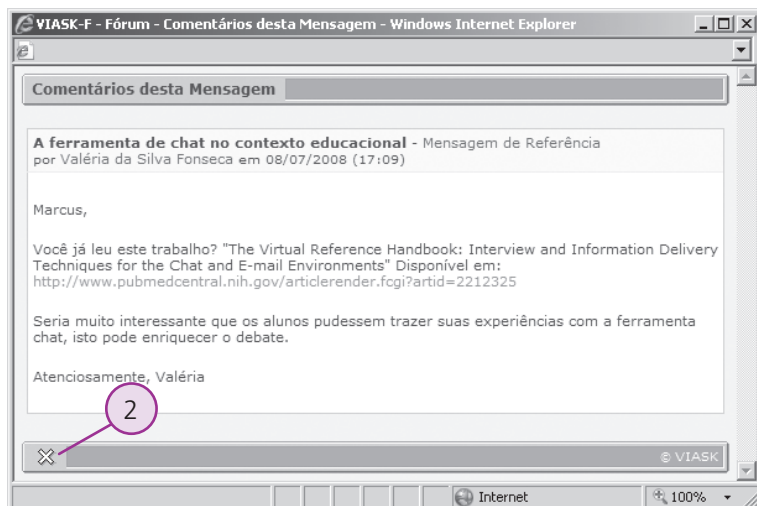 VIASK-F - Fórum - Comentários desta Mensagem - Windows Internet Explorer
Comentários desta Mensagem
A ferramenta de chat no contexto educacional - Mensagem de Referência
por Valéria da Silva Fonseca em 08/07/2008 (17:09)
Marcus,
Você já leu este trabalho? "The Virtual Reference Handbook: Interview and Information Delivery
Techniques for the Chat and E-mail Environments" Disponível em:
http://www.pubmedcentral.nih.gov/articlerender.fcgi?artid=2212325
Seria muito interessante que os alunos pudessem trazer suas experiências com a ferramenta
chat, isto pode enriquecer o debate.
Atenciosamente, Valéria
2
© VIASK
Internet
100%